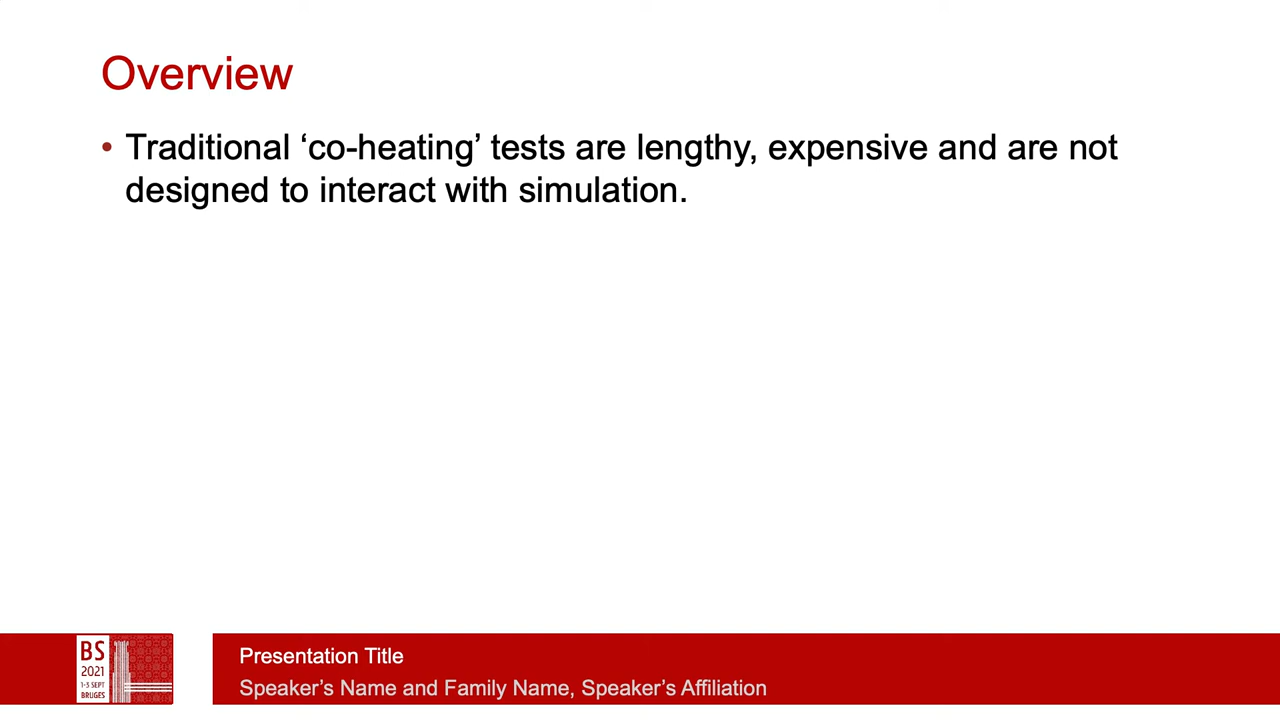 Overview
• Traditional ‘co-heating’ tests are lengthy, expensive and are not
designed to interact with simulation.
BS
2021
1-3 SEPT
BRUGES
Presentation Title
Speaker’s Name and Family Name, Speaker’s Affiliation